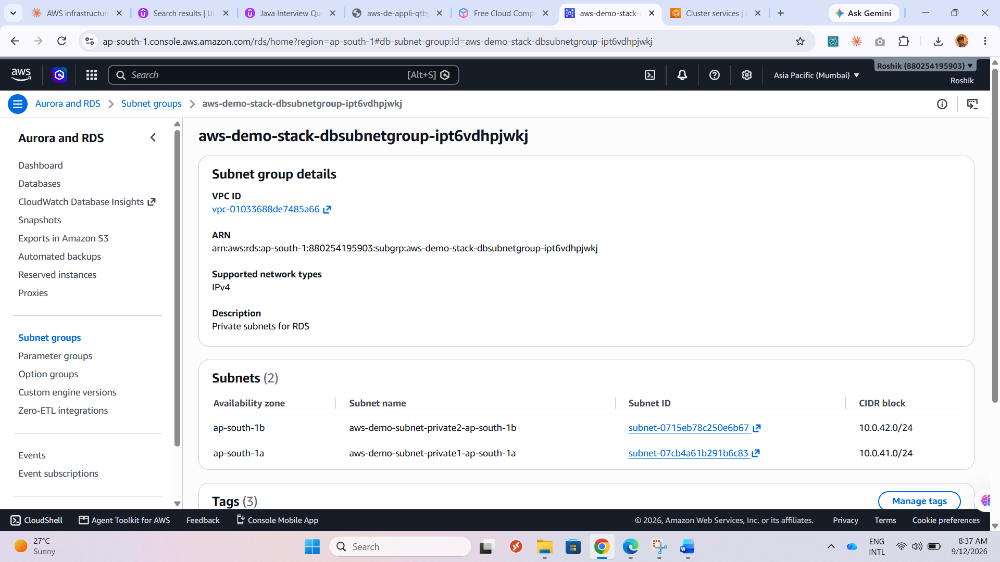 AWS infrastructure
Search results | Uc
Java Interview Que
aws-de-appli-qtby
Free Cloud Compu
aws-demo-stack-
Cluster services |
Ask Gemini
ap-south-1.console.aws.amazon.com/rds/home?region=ap-south-1#db-subnet-group:id=aws-demo-stack-dbsubnetgroup-ipt6vdhpjwkj
aws
Search
[Alt+S]
Asia Pacific (Mumbai)
Roshik (880254195903)
Roshik
Aurora and RDS
Subnet groups
aws-demo-stack-dbsubnetgroup-ipt6vdhpjwkj
Aurora and RDS
Dashboard
Databases
CloudWatch Database Insights
Snapshots
Exports in Amazon S3
Automated backups
Reserved instances
Proxies
Subnet groups
Parameter groups
Option groups
Custom engine versions
Zero-ETL integrations
Events
Event subscriptions
aws-demo-stack-dbsubnetgroup-ipt6vdhpjwkj
Subnet group details
VPC ID
vpc-01033688de7485a66
ARN
arn:aws:rds:ap-south-1:880254195903:subgrp:aws-demo-stack-dbsubnetgroup-ipt6vdhpjwkj
Supported network types
IPv4
Description
Private subnets for RDS
Subnets (2)
Availability zone Subnet name Subnet ID CIDR block
ap-south-1b aws-demo-subnet-private2-ap-south-1b subnet-0715eb78c250e6b67 10.0.42.0/24
ap-south-1a aws-demo-subnet-private1-ap-south-1a subnet-07cb4a61b291b6c83 10.0.41.0/24
Tags (3)
Manage tags
CloudShell
Agent Toolkit for AWS
Feedback
Console Mobile App
© 2026, Amazon Web Services, Inc. or its affiliates.
Privacy
Terms
Cookie preferences
27°C
Sunny
Search
ENG
INTL
8:37 AM
9/12/2026